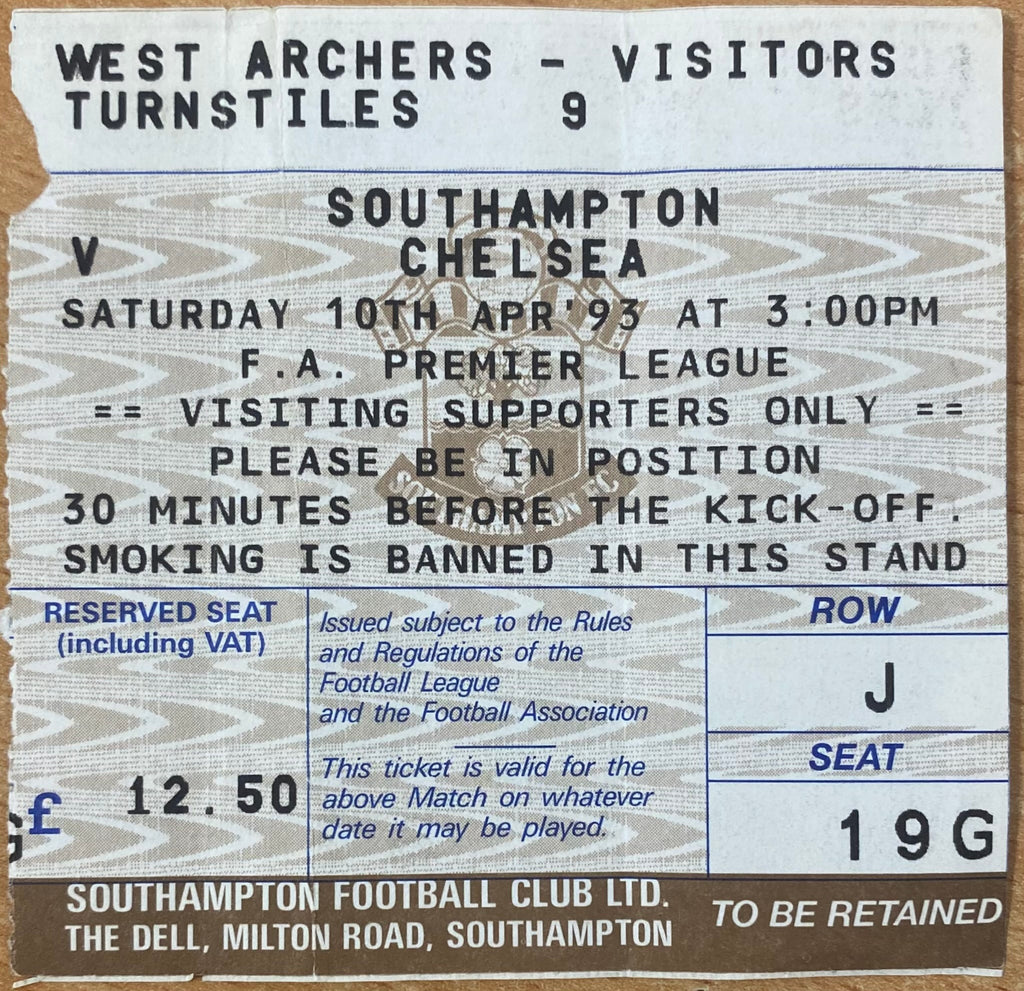 WEST ARCHERS - VISITORS
TURNSTILES 9
SOUTHAMPTON
V CHELSEA
SATURDAY 10TH APR'93 AT 3:00PM
F.A. PREMIER LEAGUE
== VISITING SUPPORTERS ONLY ==
PLEASE BE IN POSITION
30 MINUTES BEFORE THE KICK-OFF.
SMOKING IS BANNED IN THIS STAND
SOUTHAMPTON FC
RESERVED SEAT
(including VAT)
£ 12.50
G
Issued subject to the Rules
and Regulations of the
Football League
and the Football Association
This ticket is valid for the
above Match on whatever
date it may be played.
ROW
J
SEAT
19G
SOUTHAMPTON FOOTBALL CLUB LTD.
THE DELL, MILTON ROAD, SOUTHAMPTON
TO BE RETAINED